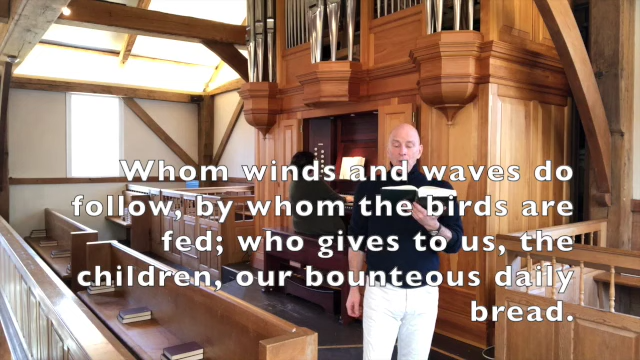 Whom winds and waves do
follow, by whom the birds are
fed; who gives to us, the
children, our bounteous daily
bread.